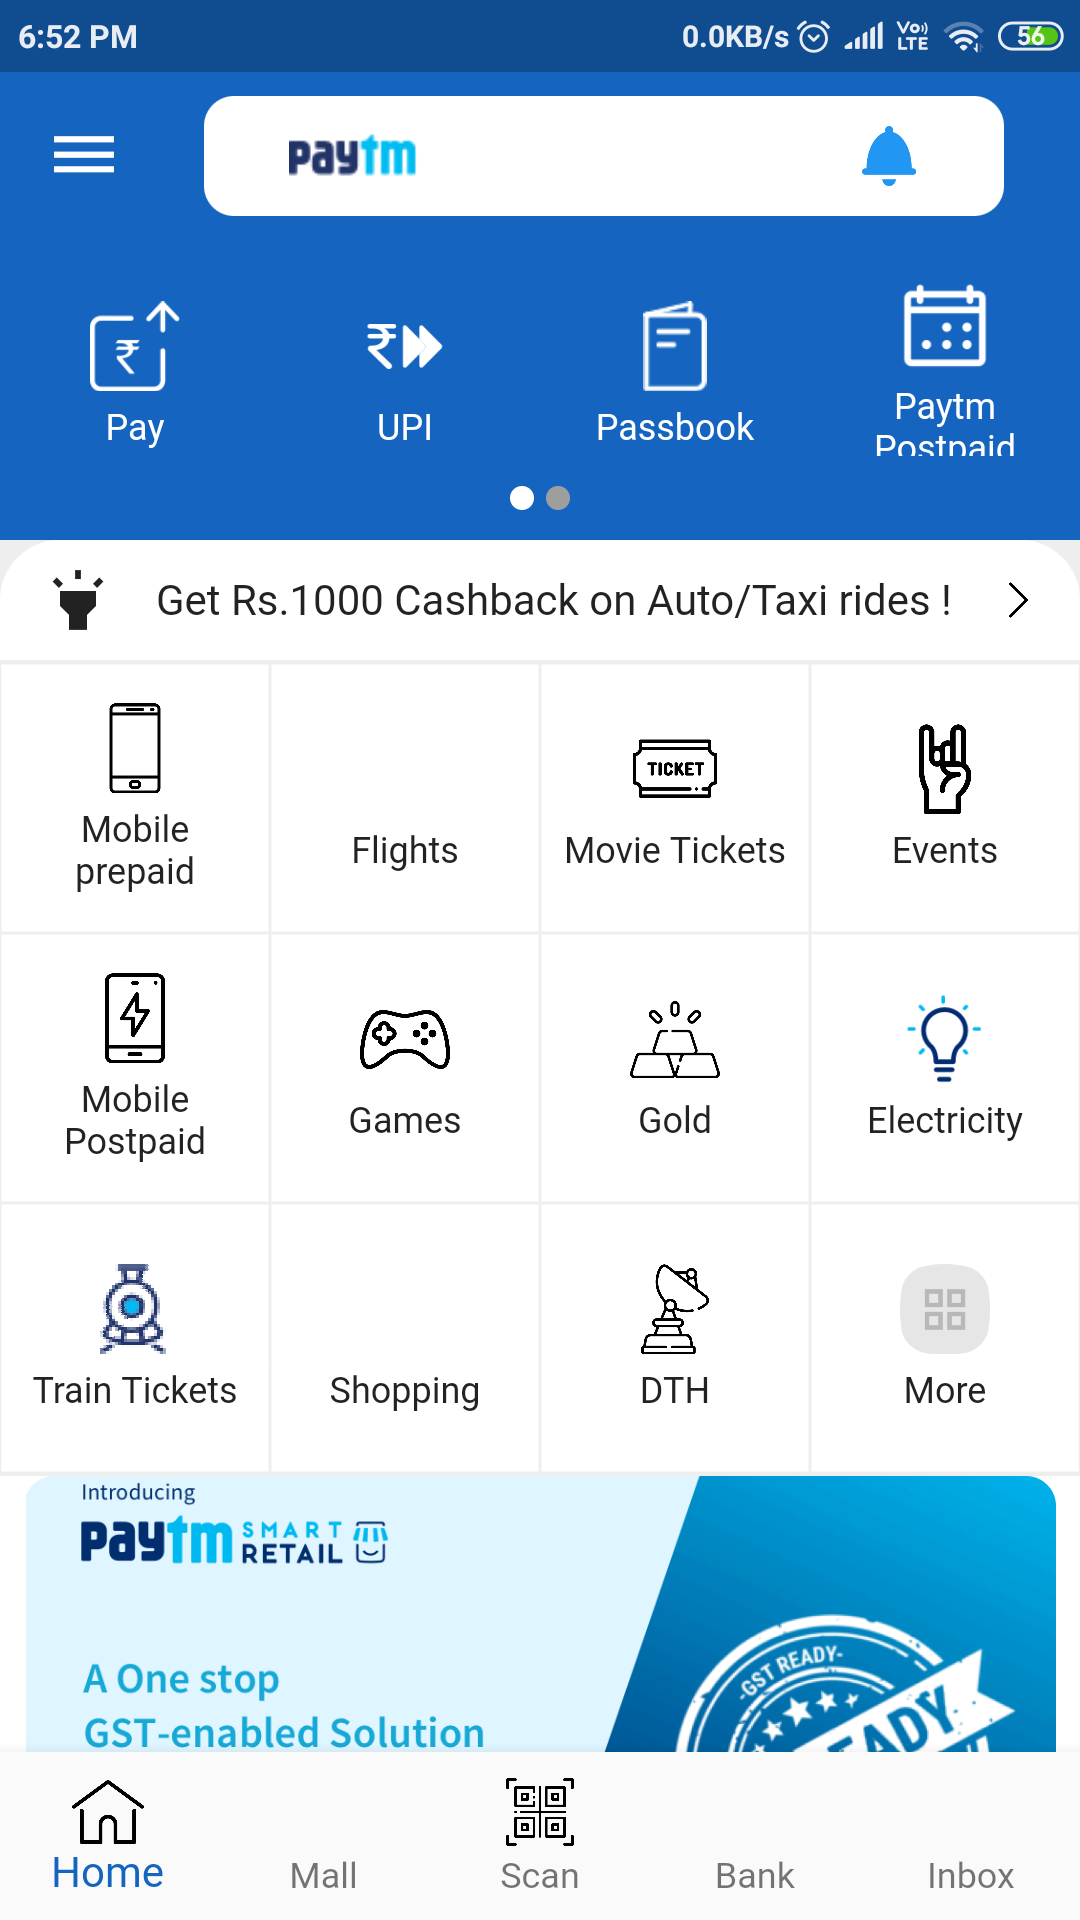 6:52 PM 0.0KB/s Vo)) LTE 56
paytm
Pay UPI Passbook Paytm
Postpaid
Get Rs.1000 Cashback on Auto/Taxi rides !
Mobile
prepaid
Flights
TICKET
Movie Tickets
Events
Mobile
Postpaid
Games
Gold
Electricity
Train Tickets
Shopping
DTH
More
Introducing
paytm SMART
RETAIL
A One stop
GST-enabled Solution
-GST READY-
Home
Mall
Scan
Bank
Inbox